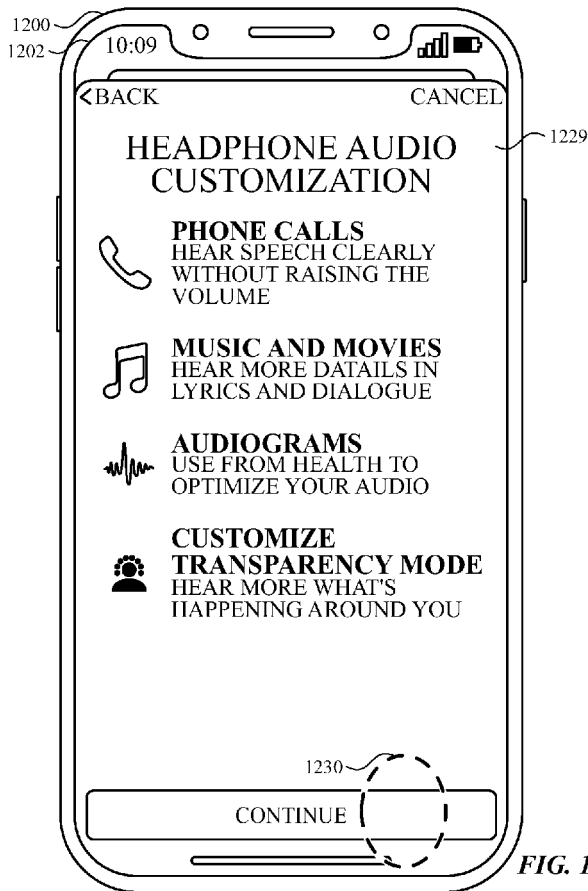 1200
1202
10:09
<BACK CANCEL
1229
HEADPHONE AUDIO
CUSTOMIZATION
PHONE CALLS
HEAR SPEECH CLEARLY
WITHOUT RAISING THE
VOLUME
MUSIC AND MOVIES
HEAR MORE DATAILS IN
LYRICS AND DIALOGUE
AUDIOGRAMS
USE FROM HEALTH TO
OPTIMIZE YOUR AUDIO
CUSTOMIZE
TRANSPARENCY MODE
HEAR MORE WHAT'S
HAPPENING AROUND YOU
1230
CONTINUE
FIG. 1